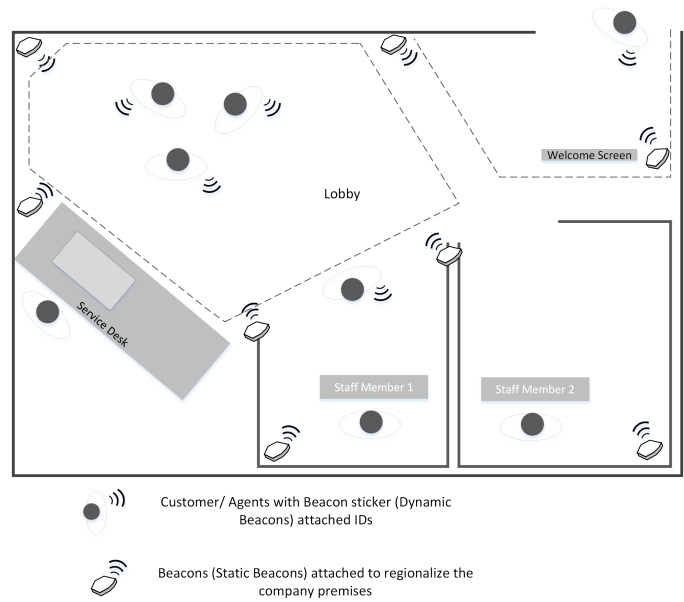 Welcome Screen
Lobby
Service Desk
Staff Member 1
Staff Member 2
Customer/ Agents with Beacon sticker (Dynamic
Beacons) attached IDs
Beacons (Static Beacons) attached to regionalize the
company premises